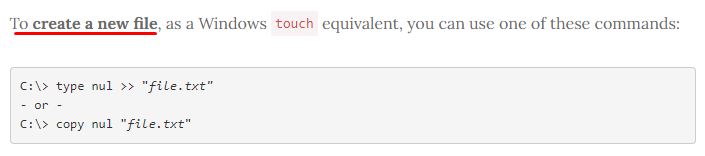 To create a new file, as a Windows touch equivalent, you can use one of these commands:
C:\> type nul >> "file.txt"
- or -
C:\> copy nul "file.txt"